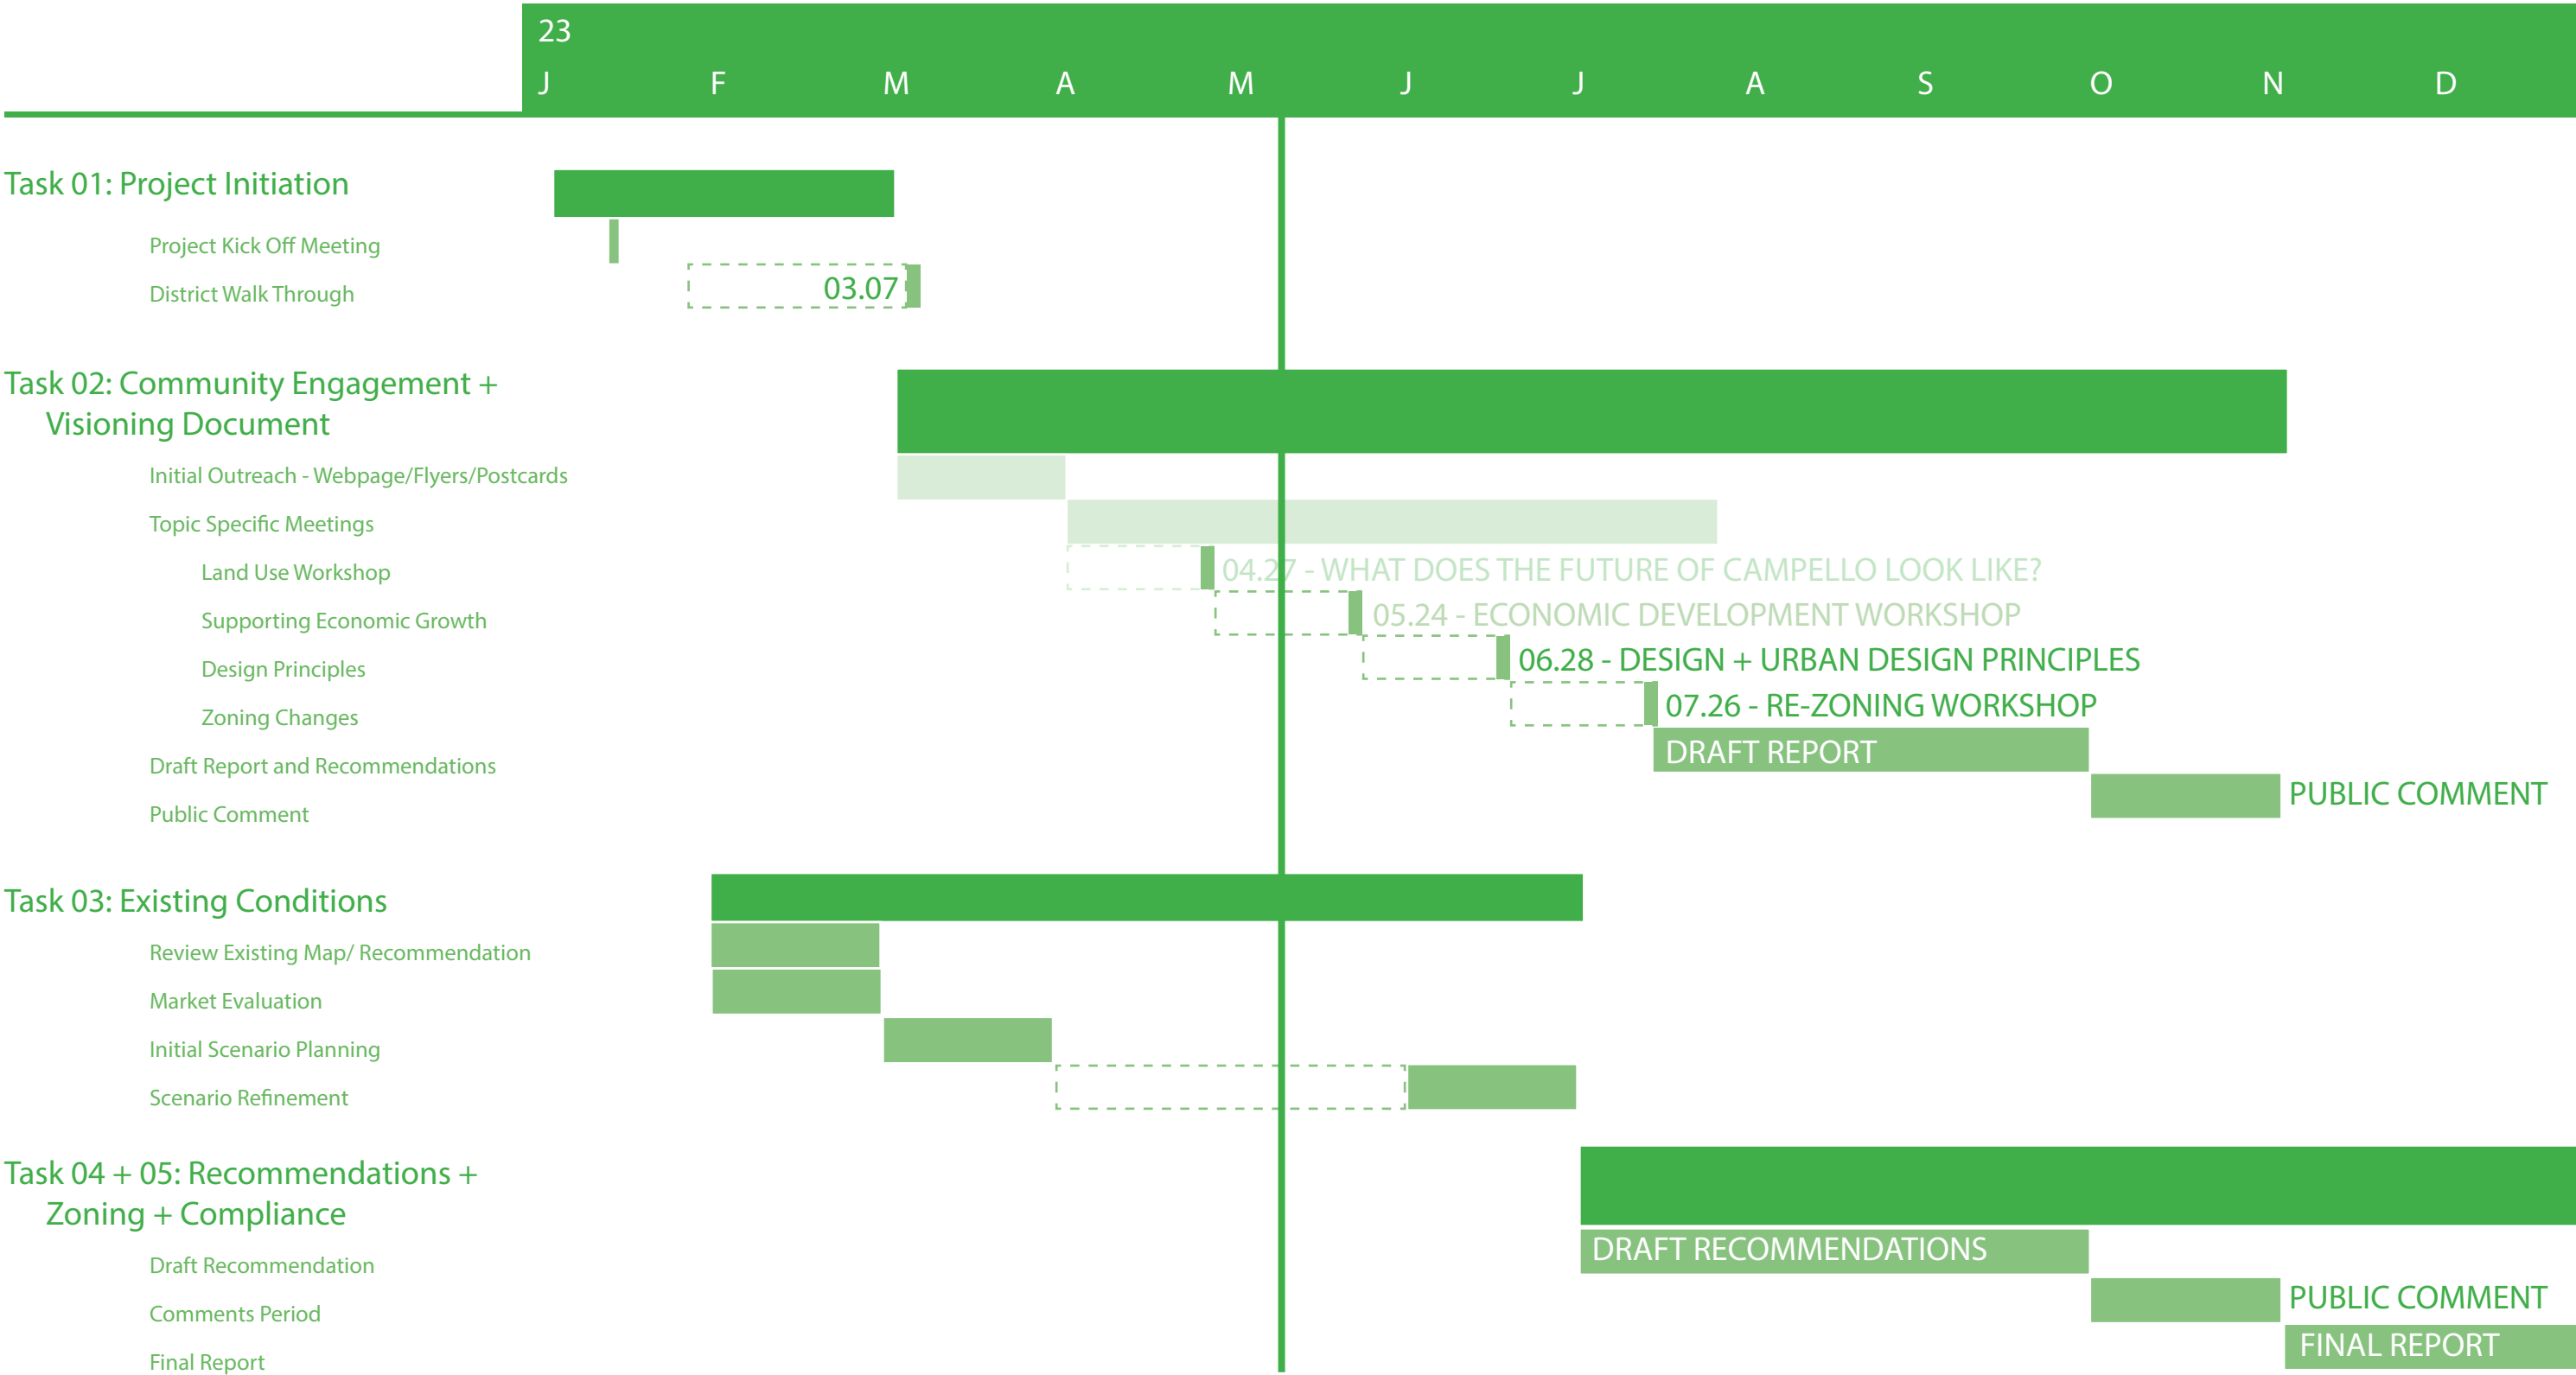 23
J F M A M J J A S O N D
Task 01: Project Initiation
Project Kick Off Meeting
District Walk Through
03.07
Task 02: Community Engagement +
Visioning Document
Initial Outreach - Webpage/Flyers/Postcards
Topic Specific Meetings
Land Use Workshop
04.27 - WHAT DOES THE FUTURE OF CAMPELLO LOOK LIKE?
Supporting Economic Growth
05.24 - ECONOMIC DEVELOPMENT WORKSHOP
Design Principles
06.28 - DESIGN + URBAN DESIGN PRINCIPLES
Zoning Changes
07.26 - RE-ZONING WORKSHOP
Draft Report and Recommendations
DRAFT REPORT
Public Comment
PUBLIC COMMENT
Task 03: Existing Conditions
Review Existing Map/ Recommendation
Market Evaluation
Initial Scenario Planning
Scenario Refinement
Task 04 + 05: Recommendations +
Zoning + Compliance
Draft Recommendation
DRAFT RECOMMENDATIONS
Comments Period
PUBLIC COMMENT
Final Report
FINAL REPORT